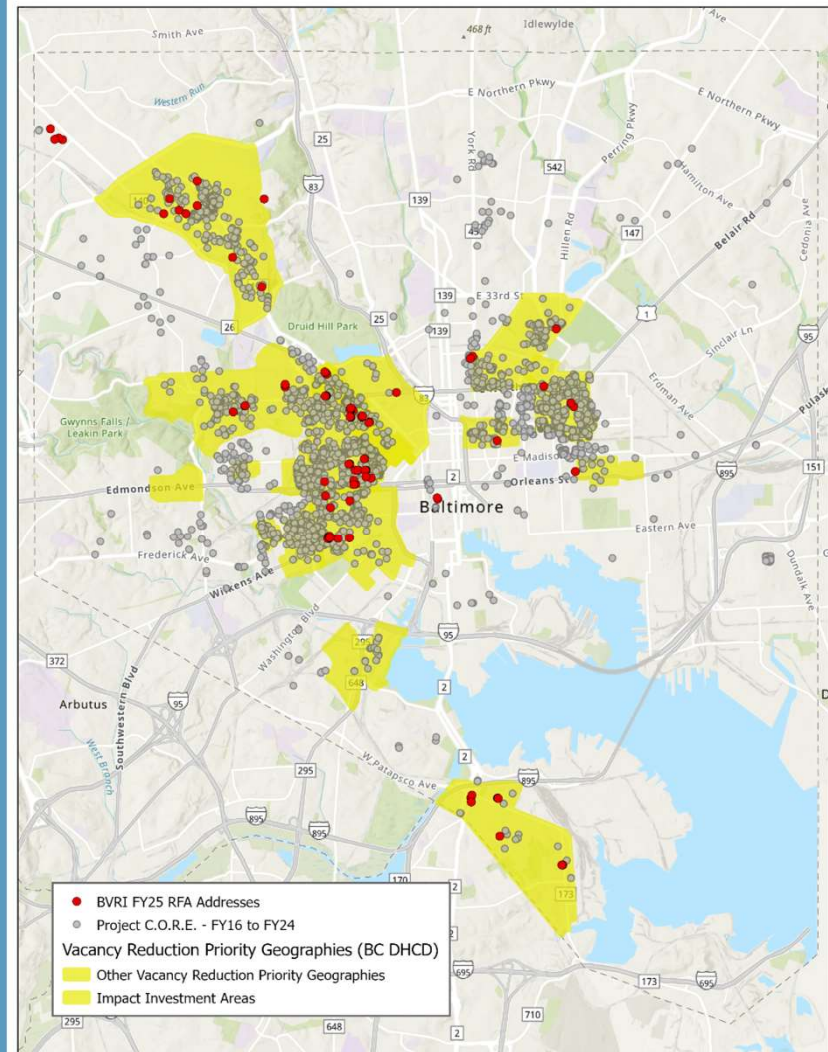 Smith Ave
468 ft
Idlewylde
Western Run
E Northern Pkwy
E Northern Pkwy
Perring Pkwy
25
83
York Rd
542
139
Hamilton Ave
Hillen Rd
147
Belair Rd
Cedonia Ave
45
139
E 33rd St
1
Druid Hill Park
25
139
26
Sinclair Ln
95
Erdman Ave
Pulask
83
Gwynns Falls /
Leakin Park
E Madison
895
151
Edmondson Ave
2
Orleans St
Baltimore
Eastern Ave
Frederick Ave
Dundalk Ave
Wilkens Ave
Washington Blvd
95
295
372
648
2
Arbutus
Southwestern Blvd
95
West Branch
W Patapsco Ave
2
295
895
895
895
170
173
2
BVRI FY25 RFA Addresses
Project C.O.R.E. - FY16 to FY24
Vacancy Reduction Priority Geographies (BC DHCD)
Other Vacancy Reduction Priority Geographies
Impact Investment Areas
2
695
173
695
710
295
648
2